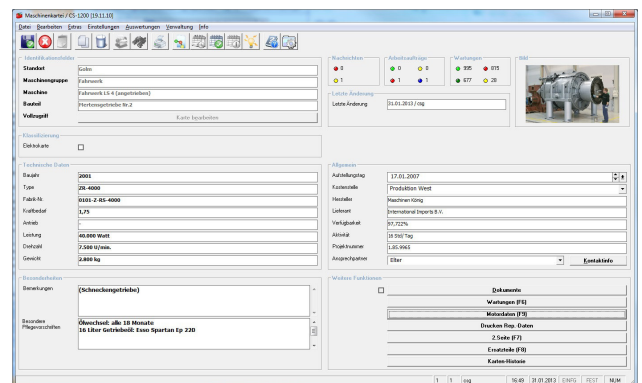 Maschinenkartei / CS-1200 [19.11.10]
Datei Bearbeiten Extras Einstellungen Auswertungen Verwaltung Info
Identifikationsfelder
Standort Golm
Maschinengruppe Fahrwerk
Maschine Fahrwerk LS-4 (angetrieben)
Bauteil Mertensgetriebe Nr.2
Vollzugriff Karte bearbeiten
Nachrichten Arbeitsaufträge Wartungen Bild
0 0 0 995 815
1 1 1 677 28
Letzte Änderung
Letzte Änderung 31.01.2013 / csg
Klassifizierung
Elektrokarte
Technische Daten
Baujahr 2001
Type ZR-4000
Fabrik-Nr. 0101-Z-RS-4000
Kraftbedarf 1,75
Antrieb -
Leistung 40.000 Watt
Drehzahl 7.500 U/min.
Gewicht 2.800 kg
Allgemein
Aufstellungstag 17.01.2007
Kostenstelle Produktion West
Hersteller Maschinen König
Lieferant International Imports B.V.
Verfügbarkeit 97,722%
Aktivität 18 Std/Tag
Projektnummer 1.85.9965
Ansprechpartner Elter Kontaktinfo
Besonderheiten
Bemerkungen (Schneckengetriebe)
Besondere Pflegevorschriften
Ölwechsel: alle 18 Monate
16 Liter Getriebeöl: Esso Spartan Ep 220
Weitere Funktionen
Dokumente
Wartungen (F6)
Motordaten (F9)
Drucken Rep.-Daten
2.Seite (F7)
Ersatzteile (F8)
Karten-Historie
1 1 csg 16:49 31.01.2013 EINFG FEST NUM